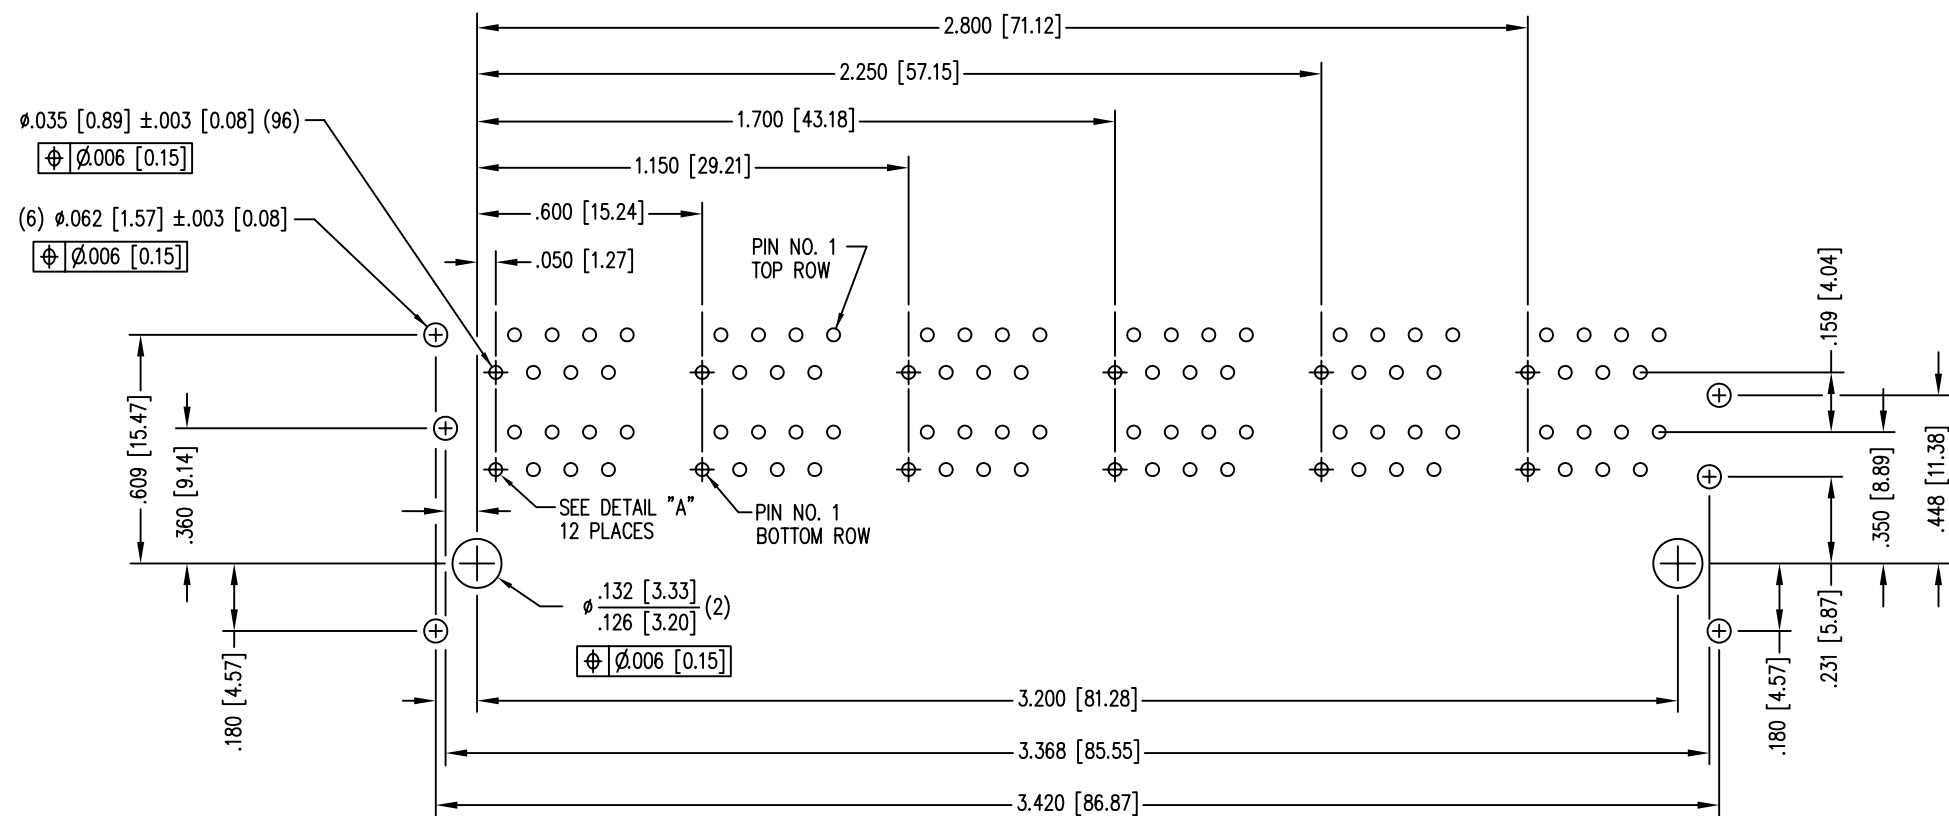 2.800 [71.12]
2.250 [57.15]
1.700 [43.18]
1.150 [29.21]
.600 [15.24]
.050 [1.27]
ø.035 [0.89] ±.003 [0.08] (96)
⌖ Ø.006 [0.15]
(6) ø.062 [1.57] ±.003 [0.08]
⌖ Ø.006 [0.15]
PIN NO. 1
TOP ROW
.159 [4.04]
.609 [15.47]
.360 [9.14]
.180 [4.57]
SEE DETAIL "A"
12 PLACES
PIN NO. 1
BOTTOM ROW
ø .132 [3.33]
.126 [3.20] (2)
⌖ Ø.006 [0.15]
.448 [11.38]
.350 [8.89]
.231 [5.87]
.180 [4.57]
3.200 [81.28]
3.368 [85.55]
3.420 [86.87]